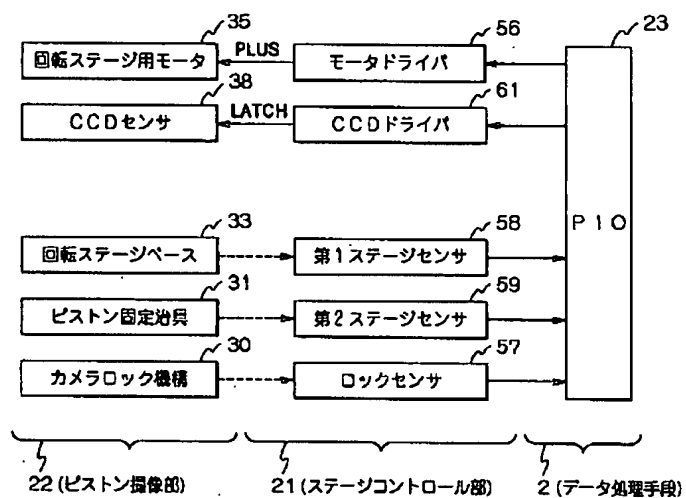 35 56 23
回転ステージ用モータ PLUS モータドライバ
38 61
CCDセンサ LATCH CCDドライバ
PIO
33 58
回転ステージベース 第1ステージセンサ
31 59
ピストン固定治具 第2ステージセンサ
30 57
カメラロック機構 ロックセンサ
22(ピストン撮像部) 21(ステージコントロール部) 2(データ処理手段)